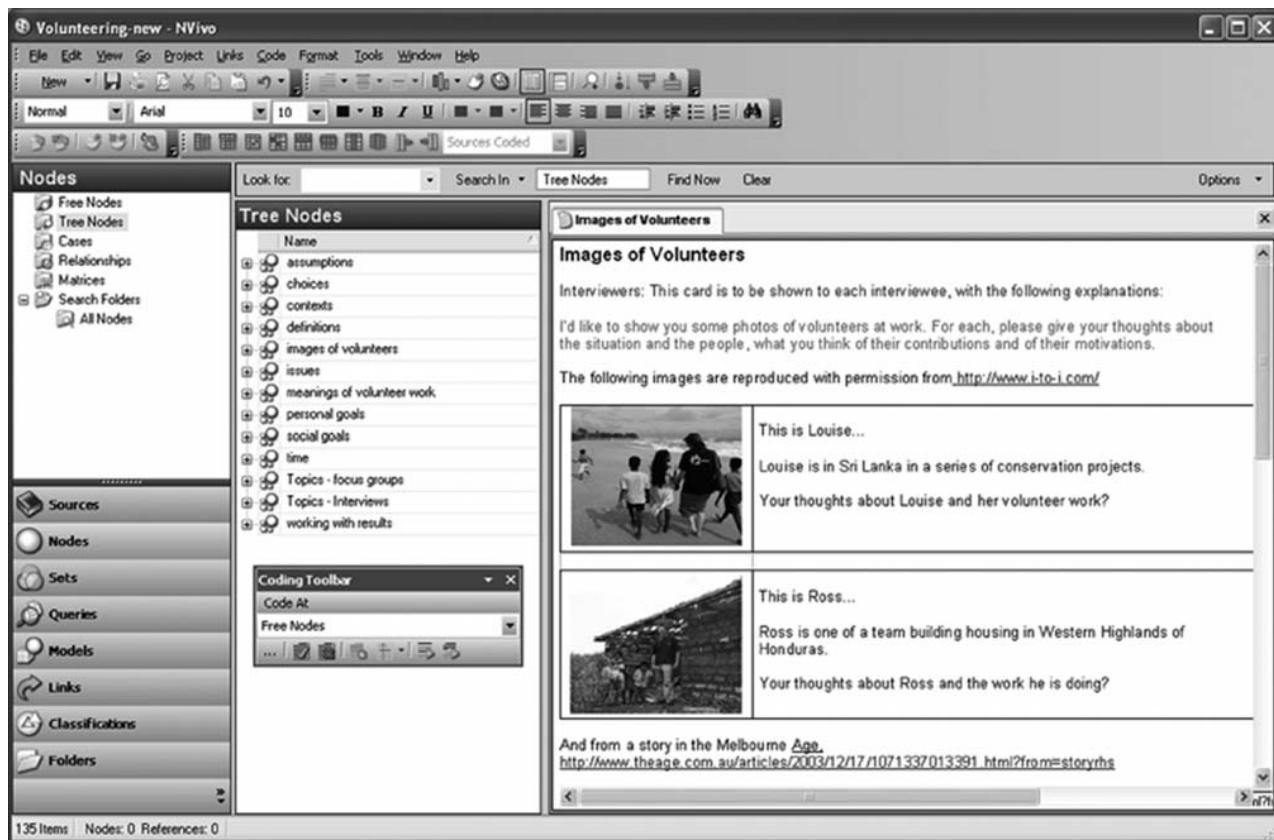 Volunteering-new - NVivo
File Edit View Go Project Links Code Format Tools Window Help
New
Normal Arial 10 B I U
Sources Coded
Nodes
Free Nodes
Tree Nodes
Cases
Relationships
Matrices
Search Folders
All Nodes
Sources
Nodes
Sets
Queries
Models
Links
Classifications
Folders
Look for: Search In Tree Nodes Find Now Clear Options
Tree Nodes
Name
assumptions
choices
contexts
definitions
images of volunteers
issues
meanings of volunteer work
personal goals
social goals
time
Topics - focus groups
Topics - Interviews
working with results
Coding Toolbar
Code At
Free Nodes
...
Images of Volunteers
Images of Volunteers
Interviewers: This card is to be shown to each interviewee, with the following explanations:
I'd like to show you some photos of volunteers at work. For each, please give your thoughts about
the situation and the people, what you think of their contributions and of their motivations.
The following images are reproduced with permission from http://www.i-to-i.com/
This is Louise...
Louise is in Sri Lanka in a series of conservation projects.
Your thoughts about Louise and her volunteer work?
This is Ross...
Ross is one of a team building housing in Western Highlands of
Honduras.
Your thoughts about Ross and the work he is doing?
And from a story in the Melbourne Age,
http://www.theage.com.au/articles/2003/12/17/1071337013391.html?from=storyrhs
135 Items Nodes: 0 References: 0